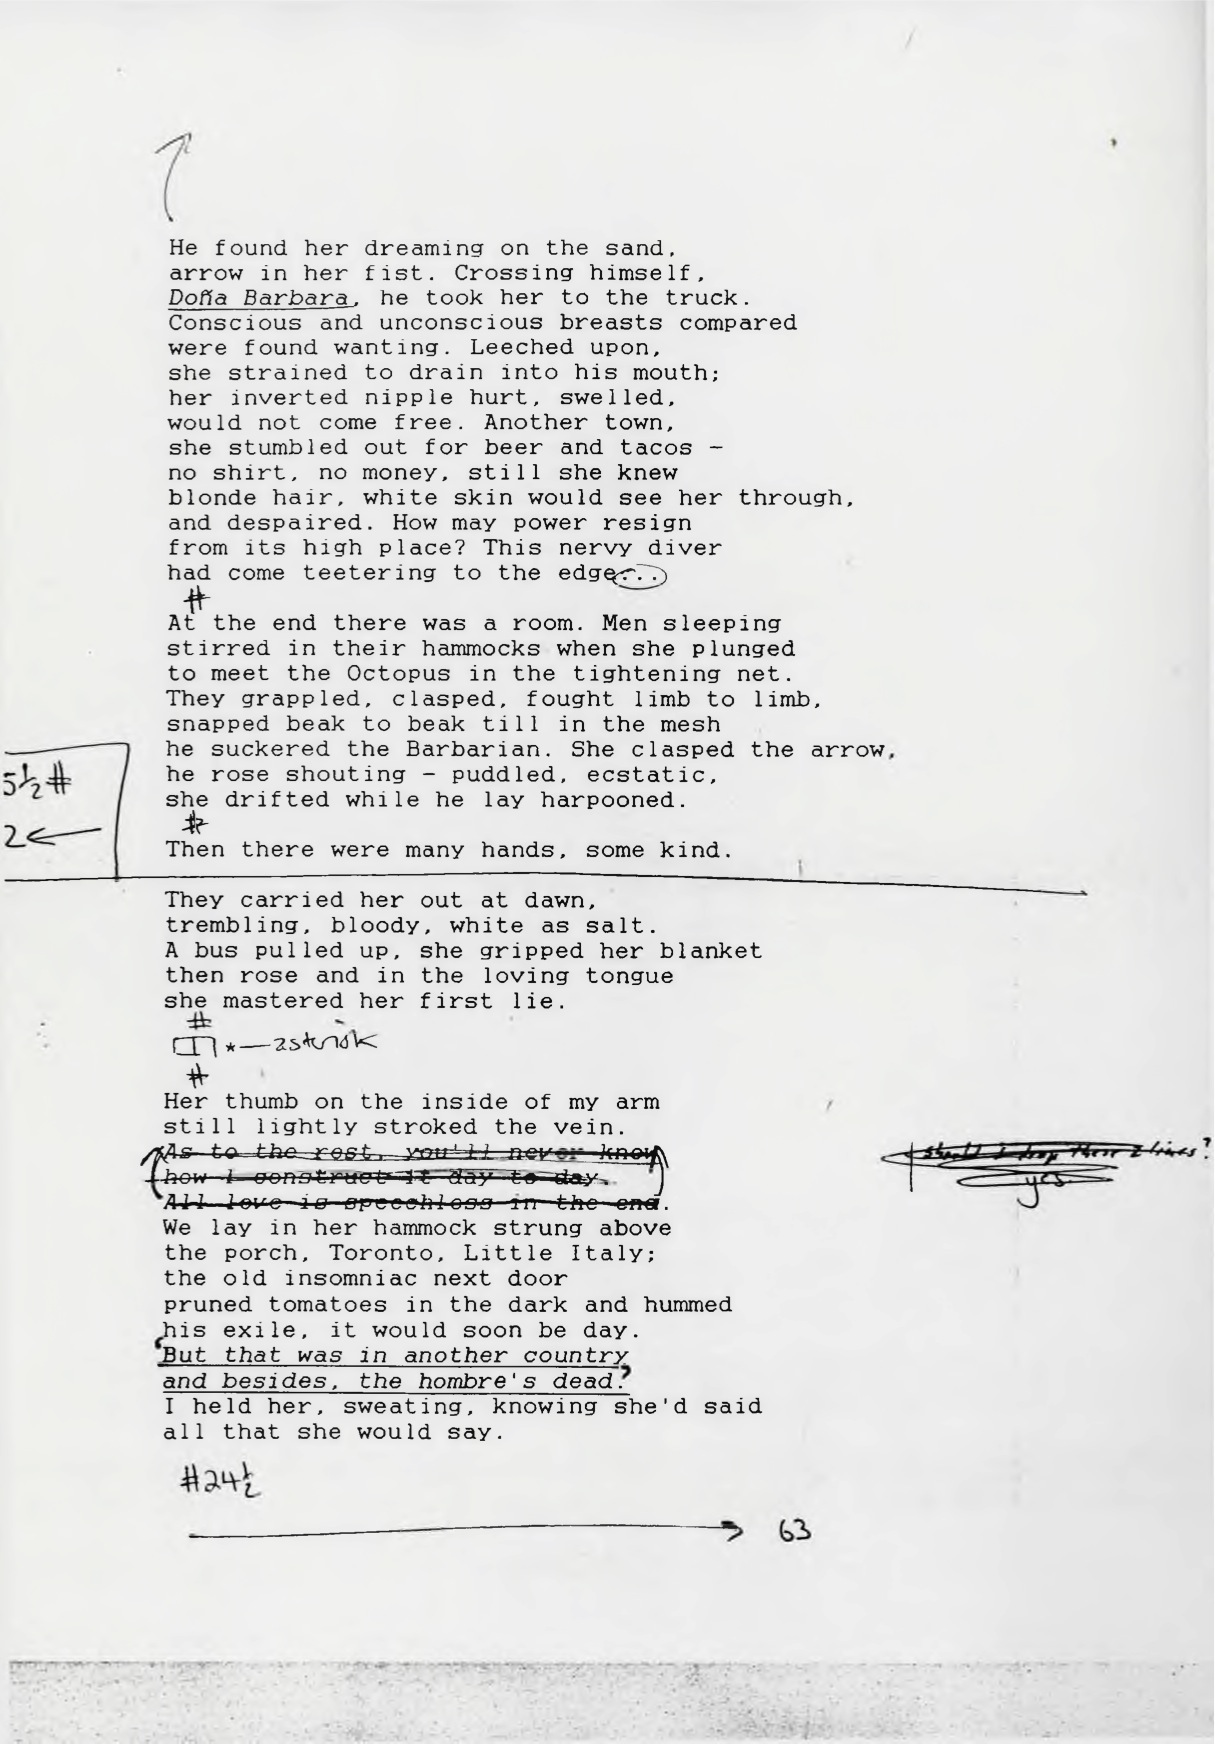 He found her dreaming on the sand,
arrow in her fist. Crossing himself,
Doña Barbara, he took her to the truck.
Conscious and unconscious breasts compared
were found wanting. Leeched upon,
she strained to drain into his mouth;
her inverted nipple hurt, swelled,
would not come free. Another town,
she stumbled out for beer and tacos –
no shirt, no money, still she knew
blonde hair, white skin would see her through,
and despaired. How may power resign
from its high place? This nervy diver
had come teetering to the edge...
#
At the end there was a room. Men sleeping
stirred in their hammocks when she plunged
to meet the Octopus in the tightening net.
They grappled, clasped, fought limb to limb,
snapped beak to beak till in the mesh
he suckered the Barbarian. She clasped the arrow,
5½#
he rose shouting – puddled, ecstatic,
she drifted while he lay harpooned.
#
2 ←
Then there were many hands, some kind.
They carried her out at dawn,
trembling, bloody, white as salt.
A bus pulled up, she gripped her blanket
then rose and in the loving tongue
she mastered her first lie.
#
* — asterisk
#
Her thumb on the inside of my arm
still lightly stroked the vein.
As to the rest, you'll never know
should I drop these 2 lines?
how I construct it day to day.
yes
All love is speechless in the end.
We lay in her hammock strung above
the porch, Toronto, Little Italy;
the old insomniac next door
pruned tomatoes in the dark and hummed
his exile, it would soon be day.
'But that was in another country
and besides, the hombre's dead.'
I held her, sweating, knowing she'd said
all that she would say.
#24½
→ 63